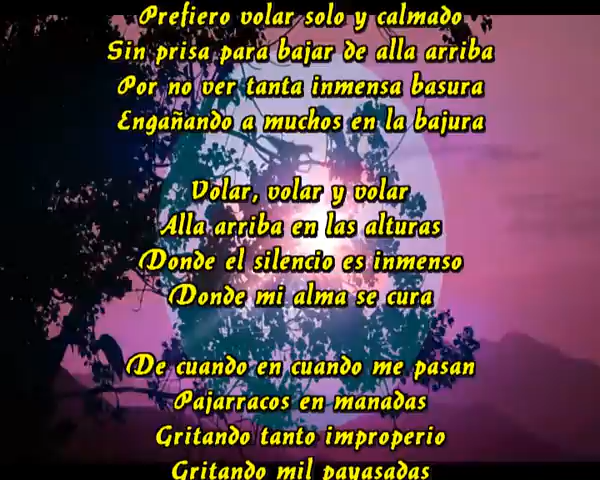 Prefiero volar solo y calmado
Sin prisa para bajar de alla arriba
Por no ver tanta inmensa basura
Engañando a muchos en la bajura
Volar, volar y volar
Alla arriba en las alturas
Donde el silencio es inmenso
Donde mi alma se cura
De cuando en cuando me pasan
Pajarracos en manadas
Gritando tanto improperio
Gritando mil payasadas